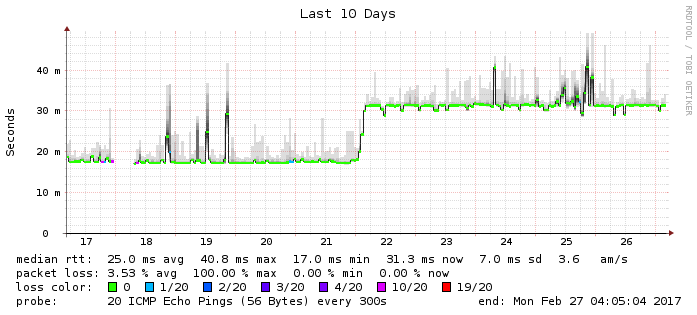 Last 10 Days
RRDTOOL / TOBI OETIKER
Seconds
40 m
30 m
20 m
10 m
0
17 18 19 20 21 22 23 24 25 26
median rtt: 25.0 ms avg 40.8 ms max 17.0 ms min 31.3 ms now 7.0 ms sd 3.6 am/s
packet loss: 3.53 % avg 100.00 % max 0.00 % min 0.00 % now
loss color: 0 1/20 2/20 3/20 4/20 10/20 19/20
probe: 20 ICMP Echo Pings (56 Bytes) every 300s end: Mon Feb 27 04:05:04 2017